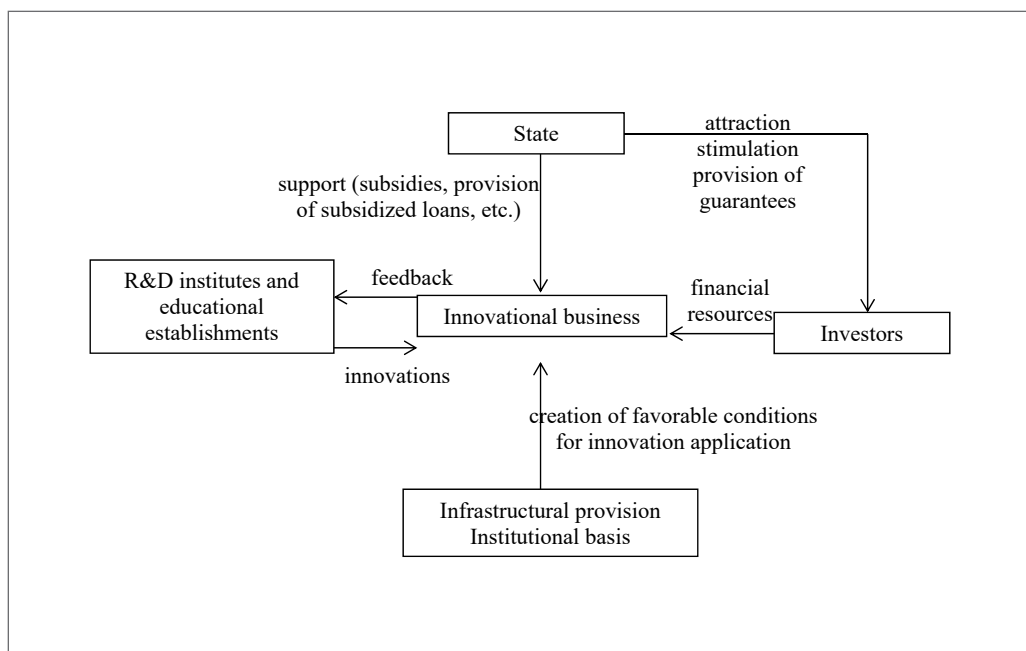 State
attraction
stimulation
provision of
guarantees
support (subsidies, provision
of subsidized loans, etc.)
R&D institutes and
educational
establishments
feedback
Innovational business
financial
resources
Investors
innovations
creation of favorable conditions
for innovation application
Infrastructural provision
Institutional basis